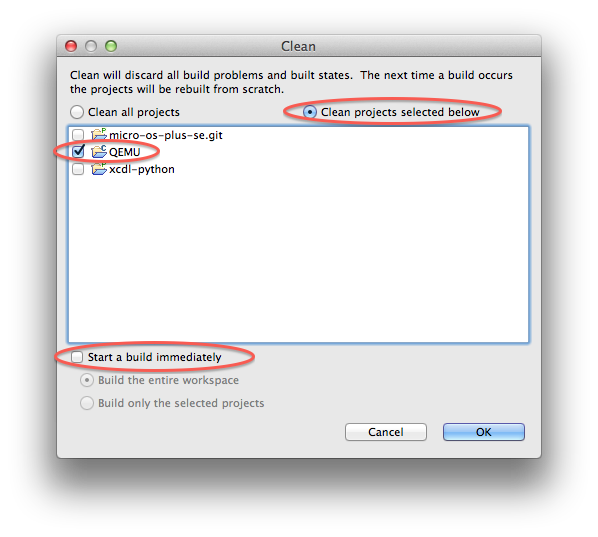 Clean
Clean will discard all build problems and built states. The next time a build occurs
the projects will be rebuilt from scratch.
Clean all projects
Clean projects selected below
micro-os-plus-se.git
QEMU
xcdl-python
Start a build immediately
Build the entire workspace
Build only the selected projects
Cancel
OK